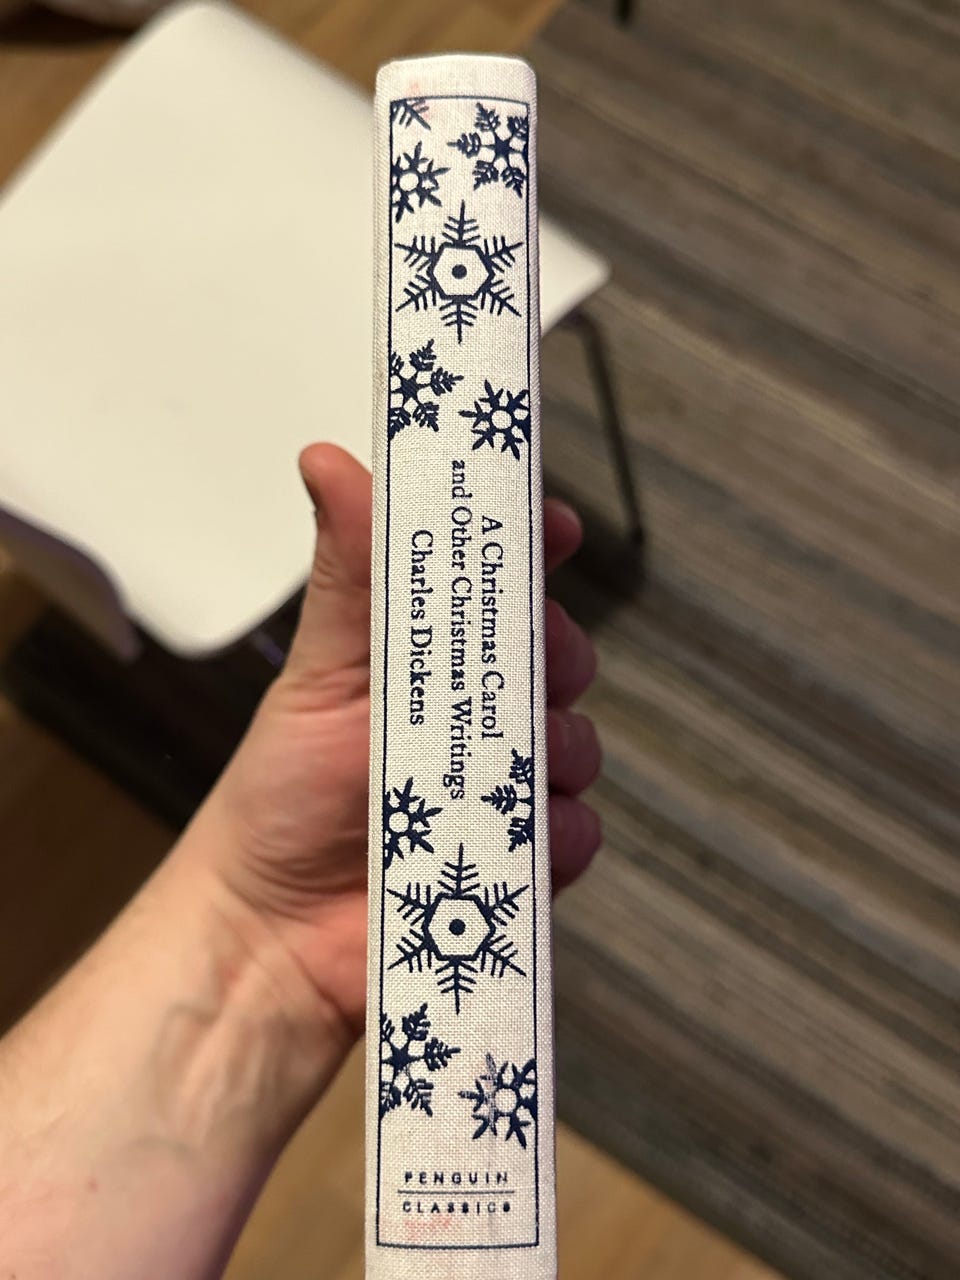 A Christmas Carol
and Other Christmas Writings
Charles Dickens
PENGUIN
CLASSICS